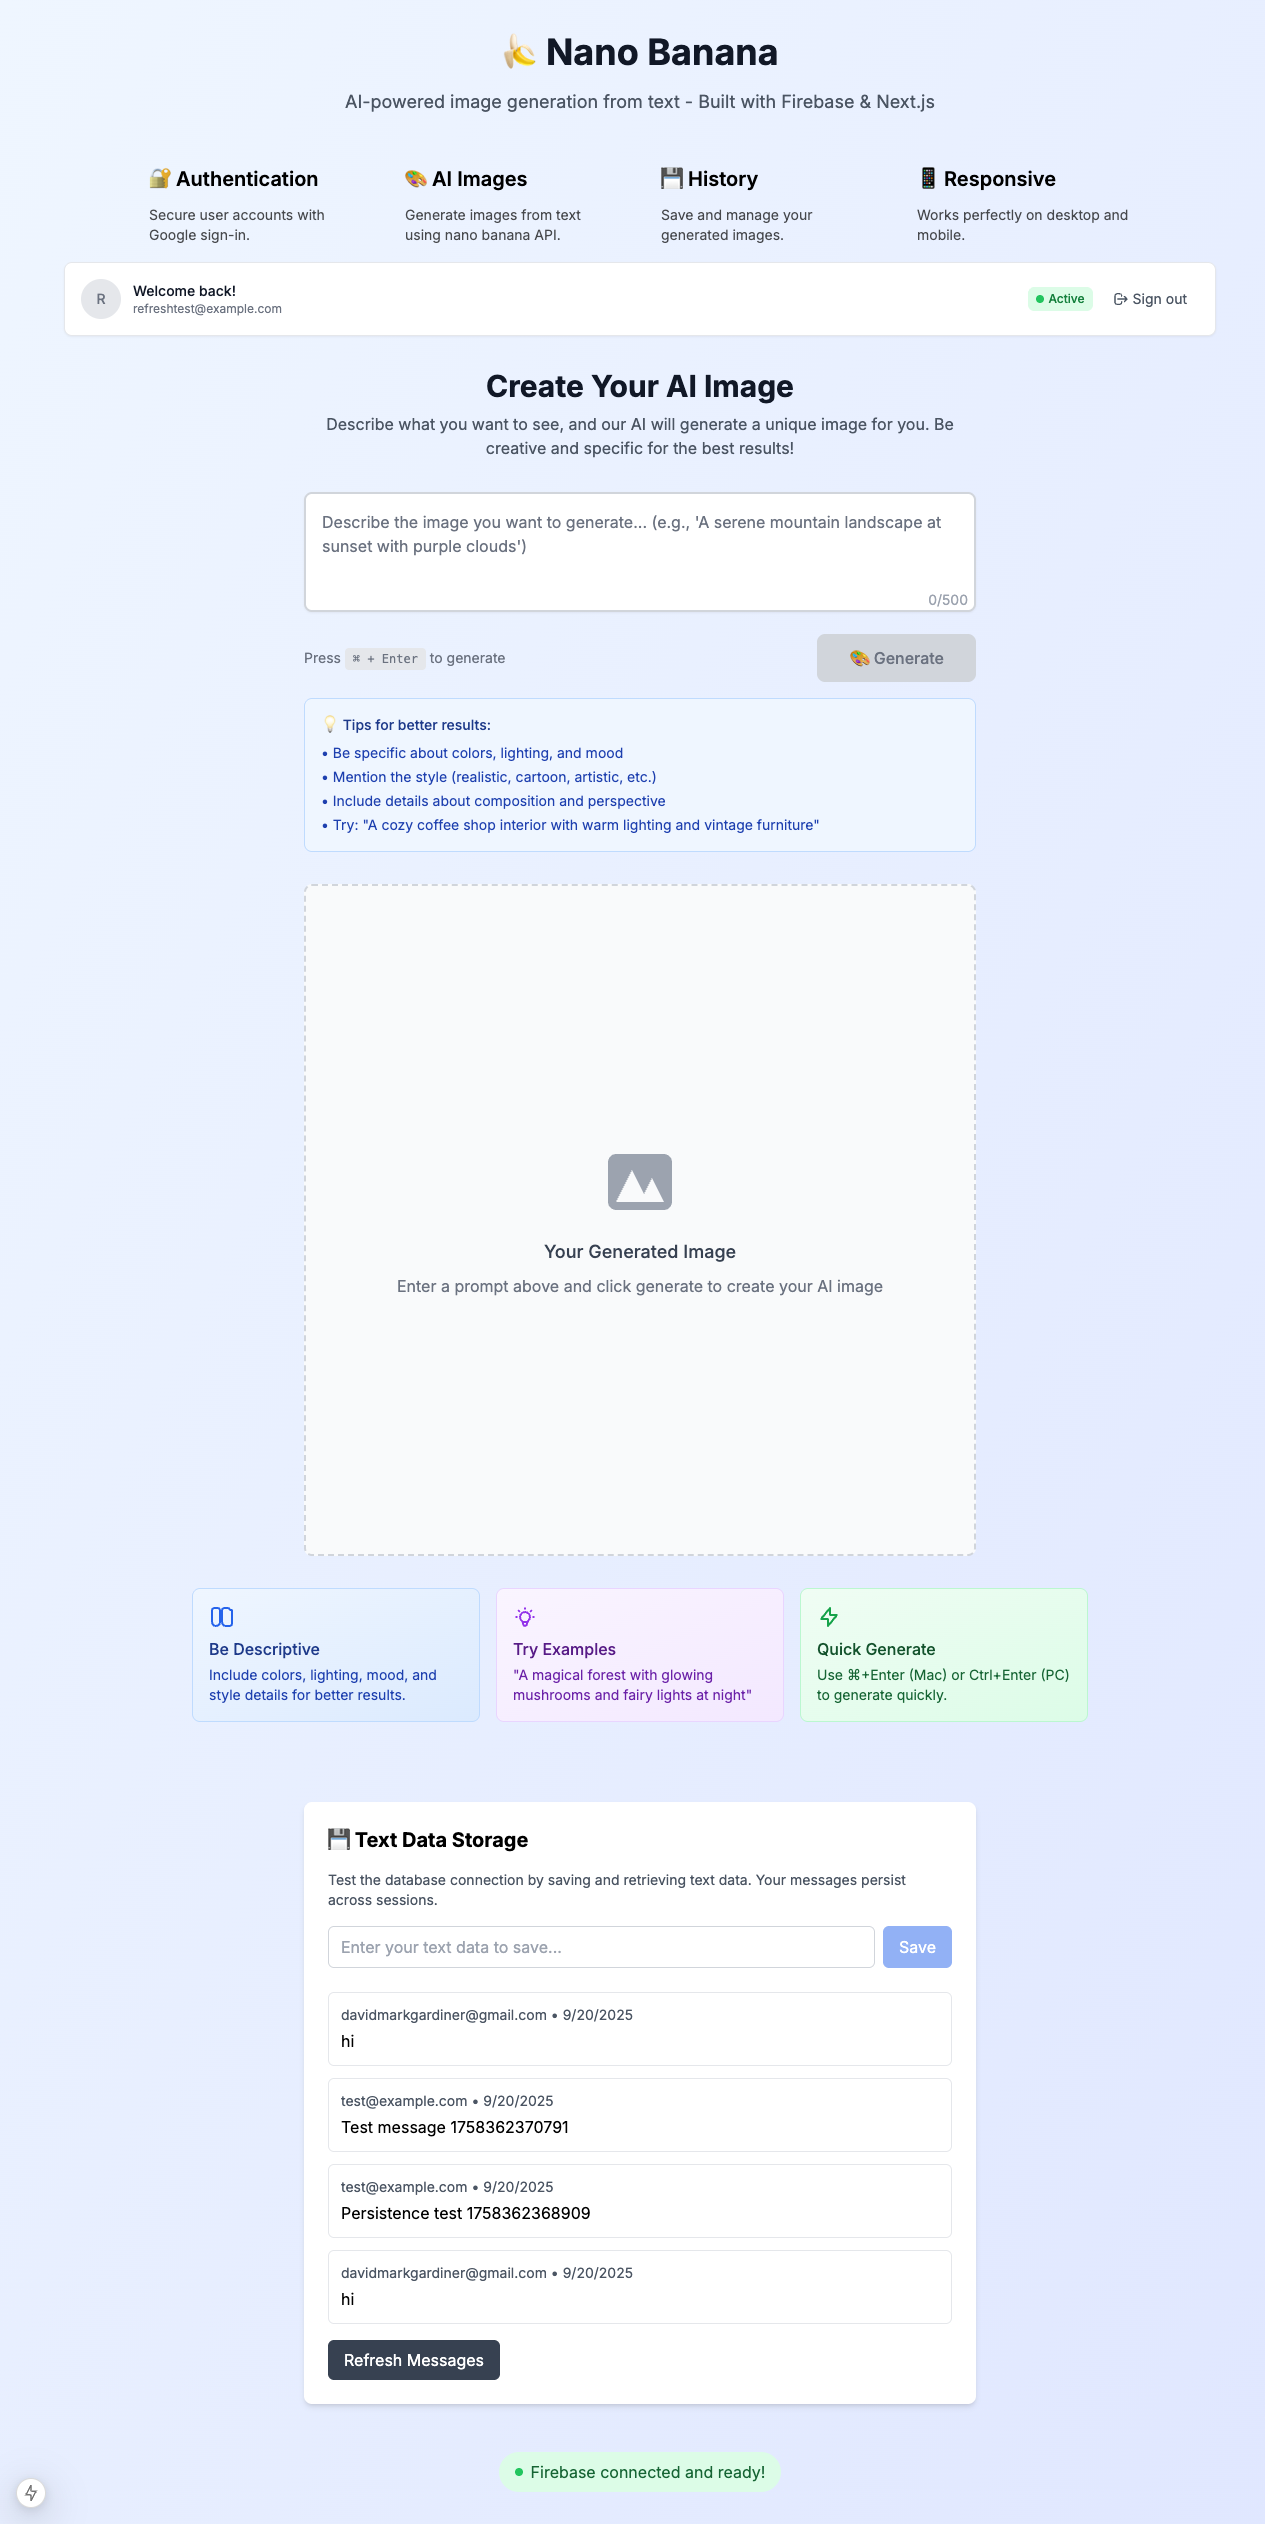 🍌 Nano Banana
AI-powered image generation from text - Built with Firebase & Next.js
🔐 Authentication
Secure user accounts with
Google sign-in.
🎨 AI Images
Generate images from text
using nano banana API.
💾 History
Save and manage your
generated images.
📱 Responsive
Works perfectly on desktop and
mobile.
R
Welcome back!
refreshtest@example.com
Active
Sign out
Create Your AI Image
Describe what you want to see, and our AI will generate a unique image for you. Be
creative and specific for the best results!
Describe the image you want to generate... (e.g., 'A serene mountain landscape at
sunset with purple clouds')
0/500
Press ⌘ + Enter to generate
🎨 Generate
💡 Tips for better results:
• Be specific about colors, lighting, and mood
• Mention the style (realistic, cartoon, artistic, etc.)
• Include details about composition and perspective
• Try: "A cozy coffee shop interior with warm lighting and vintage furniture"
Your Generated Image
Enter a prompt above and click generate to create your AI image
Be Descriptive
Include colors, lighting, mood, and
style details for better results.
Try Examples
"A magical forest with glowing
mushrooms and fairy lights at night"
Quick Generate
Use ⌘+Enter (Mac) or Ctrl+Enter (PC)
to generate quickly.
💾 Text Data Storage
Test the database connection by saving and retrieving text data. Your messages persist
across sessions.
Enter your text data to save...
Save
davidmarkgardiner@gmail.com • 9/20/2025
hi
test@example.com • 9/20/2025
Test message 1758362370791
test@example.com • 9/20/2025
Persistence test 1758362368909
davidmarkgardiner@gmail.com • 9/20/2025
hi
Refresh Messages
Firebase connected and ready!